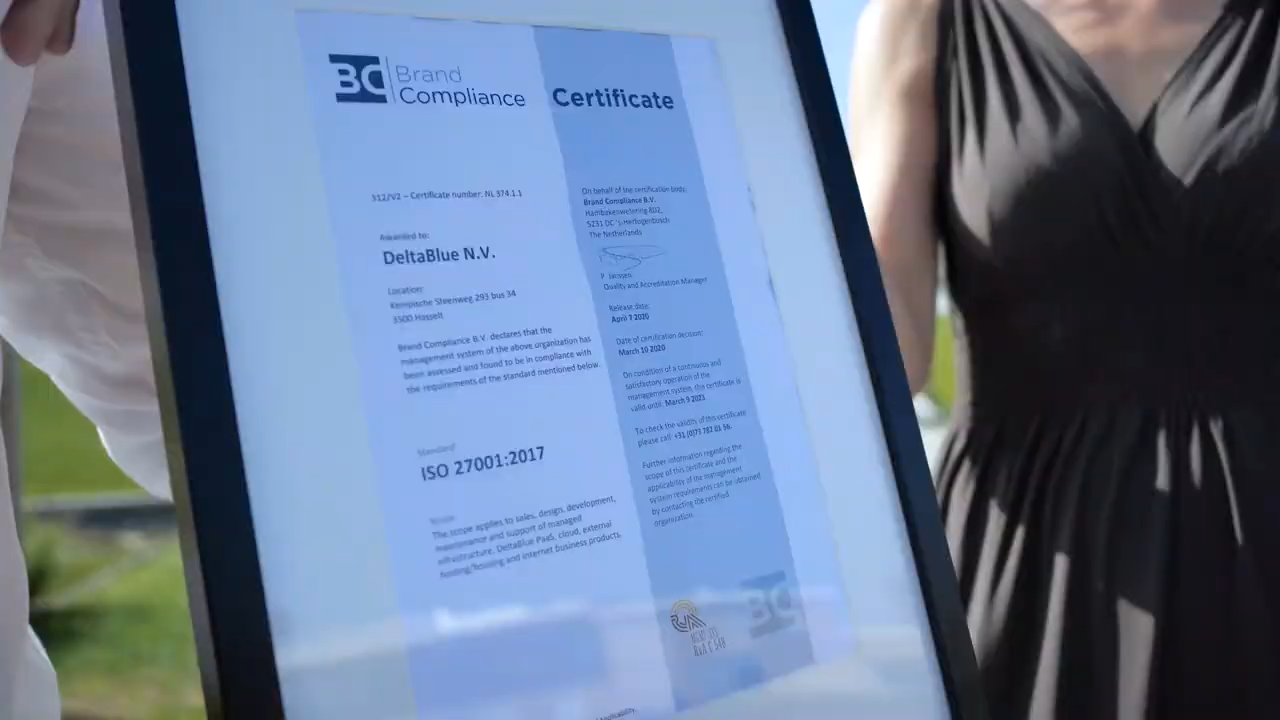 BC
Brand
Compliance
Certificate
312/V2 – Certificate number: NL 374.1.1
Awarded to:
DeltaBlue N.V.
Location:
Kempische Steenweg 293 bus 34
3500 Hasselt
Brand Compliance B.V. declares that the
management system of the above organization has
been assessed and found to be in compliance with
the requirements of the standard mentioned below.
Standard:
ISO 27001:2017
Scope:
The scope applies to sales, design, development,
maintenance and support of managed
infrastructure, DeltaBlue PaaS, cloud, external
hosting/housing and internet business products.
On behalf of the certification body:
Brand Compliance B.V.
Hambakenwetering 8D2,
5231 DC 's-Hertogenbosch
The Netherlands
P. Janssen
Quality and Accreditation Manager
Release date:
April 7 2020
Date of certification decision:
March 10 2020
On condition of a continuous and
satisfactory operation of the
management system, this certificate is
valid until: March 9 2023
To check the validity of this certificate
please call: +31 (0)73 782 01 56.
Further information regarding the
scope of this certificate and the
applicability of the management
system requirements can be obtained
by contacting the certified
organization.
RvA
RvA C 548
BC
Applicability